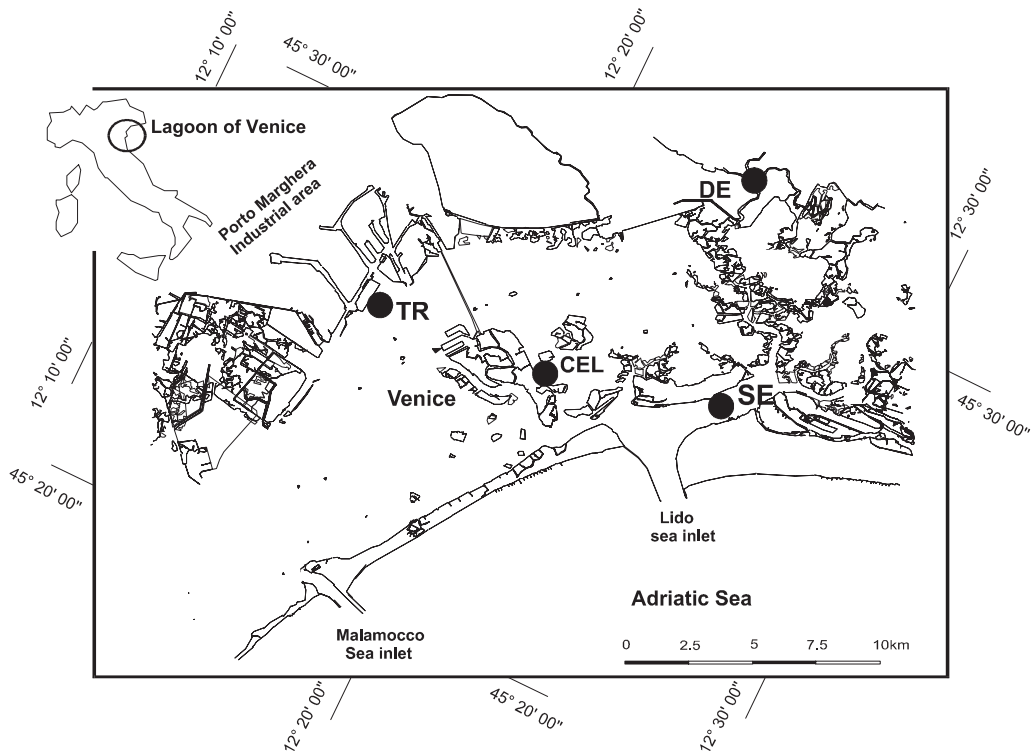 12° 10' 00"
45° 30' 00"
12° 20' 00"
Lagoon of Venice
Porto Marghera
Industrial area
DE
12° 30' 00"
TR
CEL
Venice
SE
12° 10' 00"
45° 30' 00"
45° 20' 00"
Lido
sea inlet
Adriatic Sea
Malamocco
Sea inlet
0 2.5 5 7.5 10km
12° 20' 00"
45° 20' 00"
12° 30' 00"